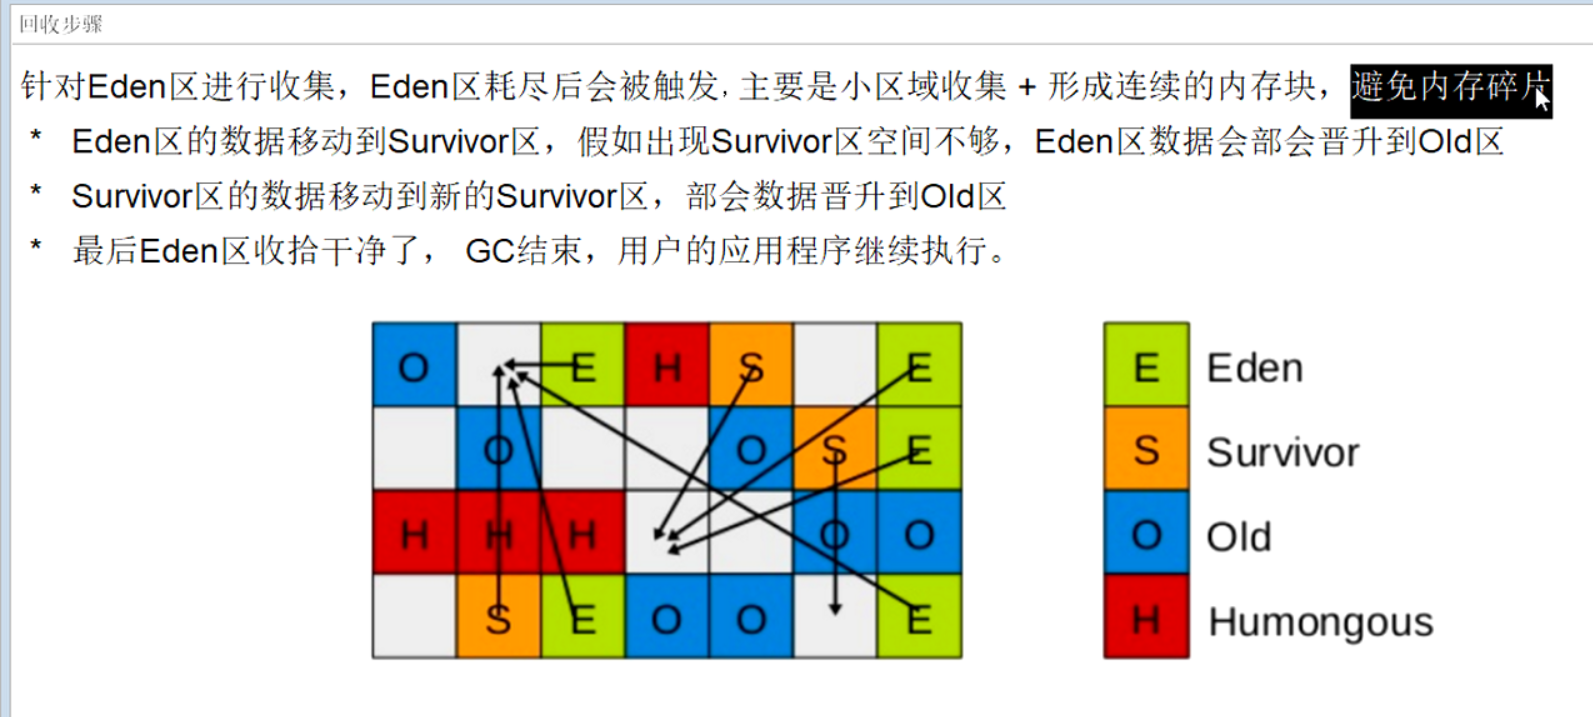 回收步骤
针对Eden区进行收集，Eden区耗尽后会被触发, 主要是小区域收集 + 形成连续的内存块，避免内存碎片
* Eden区的数据移动到Survivor区，假如出现Survivor区空间不够，Eden区数据会部会晋升到Old区
* Survivor区的数据移动到新的Survivor区，部会数据晋升到Old区
* 最后Eden区收拾干净了， GC结束，用户的应用程序继续执行。
O E H S E E Eden
O O S E S Survivor
H H H O O O Old
S E O O E H Humongous